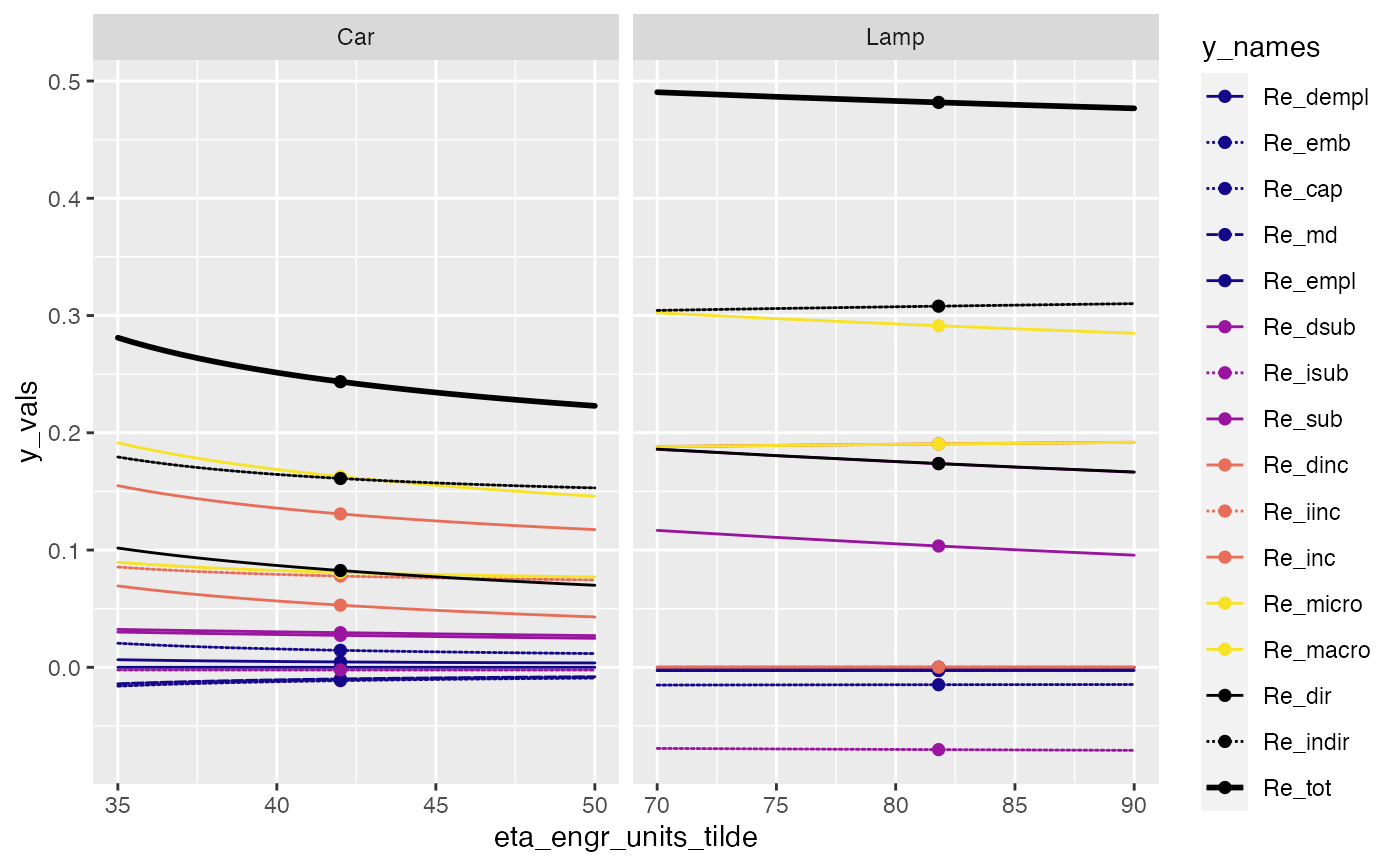 Car
Lamp
y_vals
0.5
0.4
0.3
0.2
0.1
0.0
35
40
45
50
70
75
80
85
90
eta_engr_units_tilde
y_names
Re_dempl
Re_emb
Re_cap
Re_md
Re_empl
Re_dsub
Re_isub
Re_sub
Re_dinc
Re_iinc
Re_inc
Re_micro
Re_macro
Re_dir
Re_indir
Re_tot